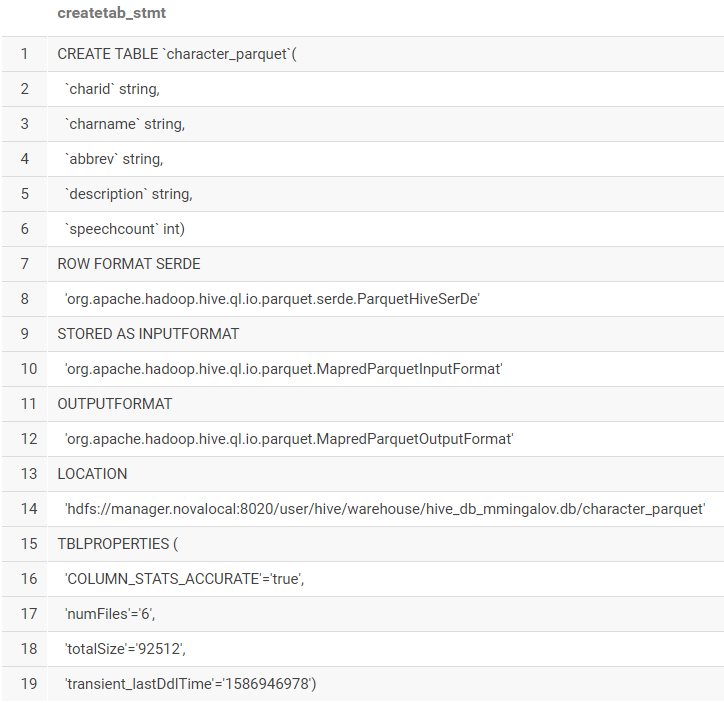 createtab_stmt
1 CREATE TABLE `character_parquet`(
2 `charid` string,
3 `charname` string,
4 `abbrev` string,
5 `description` string,
6 `speechcount` int)
7 ROW FORMAT SERDE
8 'org.apache.hadoop.hive.ql.io.parquet.serde.ParquetHiveSerDe'
9 STORED AS INPUTFORMAT
10 'org.apache.hadoop.hive.ql.io.parquet.MapredParquetInputFormat'
11 OUTPUTFORMAT
12 'org.apache.hadoop.hive.ql.io.parquet.MapredParquetOutputFormat'
13 LOCATION
14 'hdfs://manager.novalocal:8020/user/hive/warehouse/hive_db_mmingalov.db/character_parquet'
15 TBLPROPERTIES (
16 'COLUMN_STATS_ACCURATE'='true',
17 'numFiles'='6',
18 'totalSize'='92512',
19 'transient_lastDdlTime'='1586946978')